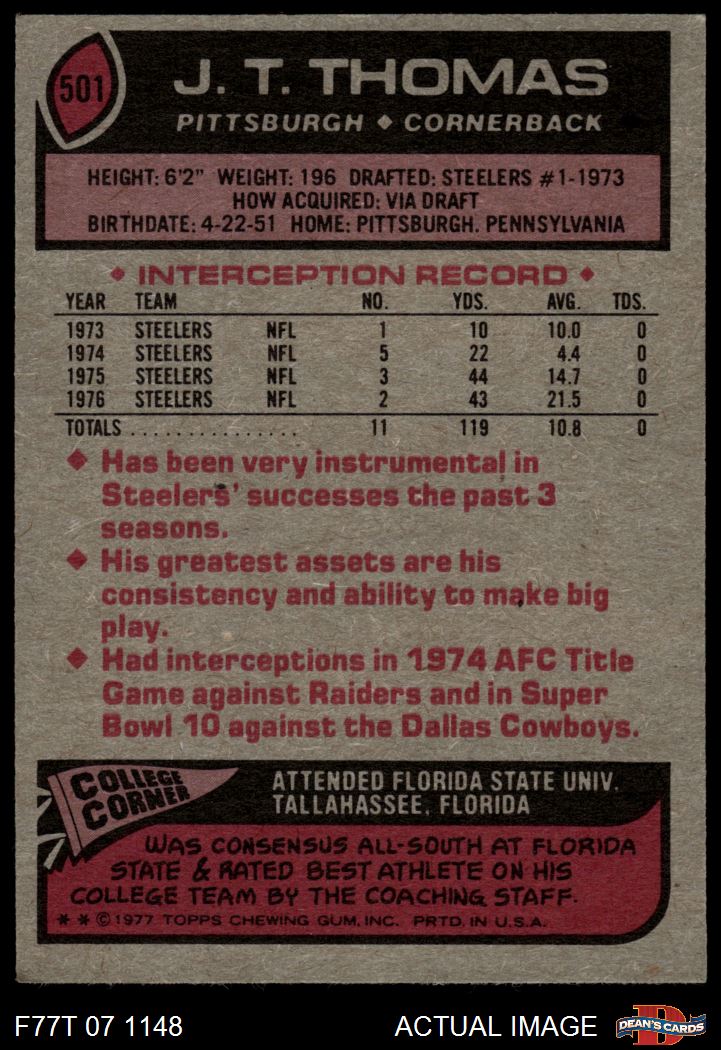 501
J. T. THOMAS
PITTSBURGH ◆ CORNERBACK
HEIGHT: 6'2" WEIGHT: 196 DRAFTED: STEELERS #1-1973
HOW ACQUIRED: VIA DRAFT
BIRTHDATE: 4-22-51 HOME: PITTSBURGH, PENNSYLVANIA
◆ INTERCEPTION RECORD ◆
YEAR TEAM NO. YDS. AVG. TDS.
1973 STEELERS NFL 1 10 10.0 0
1974 STEELERS NFL 5 22 4.4 0
1975 STEELERS NFL 3 44 14.7 0
1976 STEELERS NFL 2 43 21.5 0
TOTALS ............... 11 119 10.8 0
◆ Has been very instrumental in
Steelers' successes the past 3
seasons.
◆ His greatest assets are his
consistency and ability to make big
play.
◆ Had interceptions in 1974 AFC Title
Game against Raiders and in Super
Bowl 10 against the Dallas Cowboys.
COLLEGE
CORNER
ATTENDED FLORIDA STATE UNIV.
TALLAHASSEE, FLORIDA
WAS CONSENSUS ALL-SOUTH AT FLORIDA
STATE & RATED BEST ATHLETE ON HIS
COLLEGE TEAM BY THE COACHING STAFF.
* * © 1977 TOPPS CHEWING GUM, INC. PRTD. IN U.S.A.
F77T 07 1148 ACTUAL IMAGE
D
DEAN'S CARDS